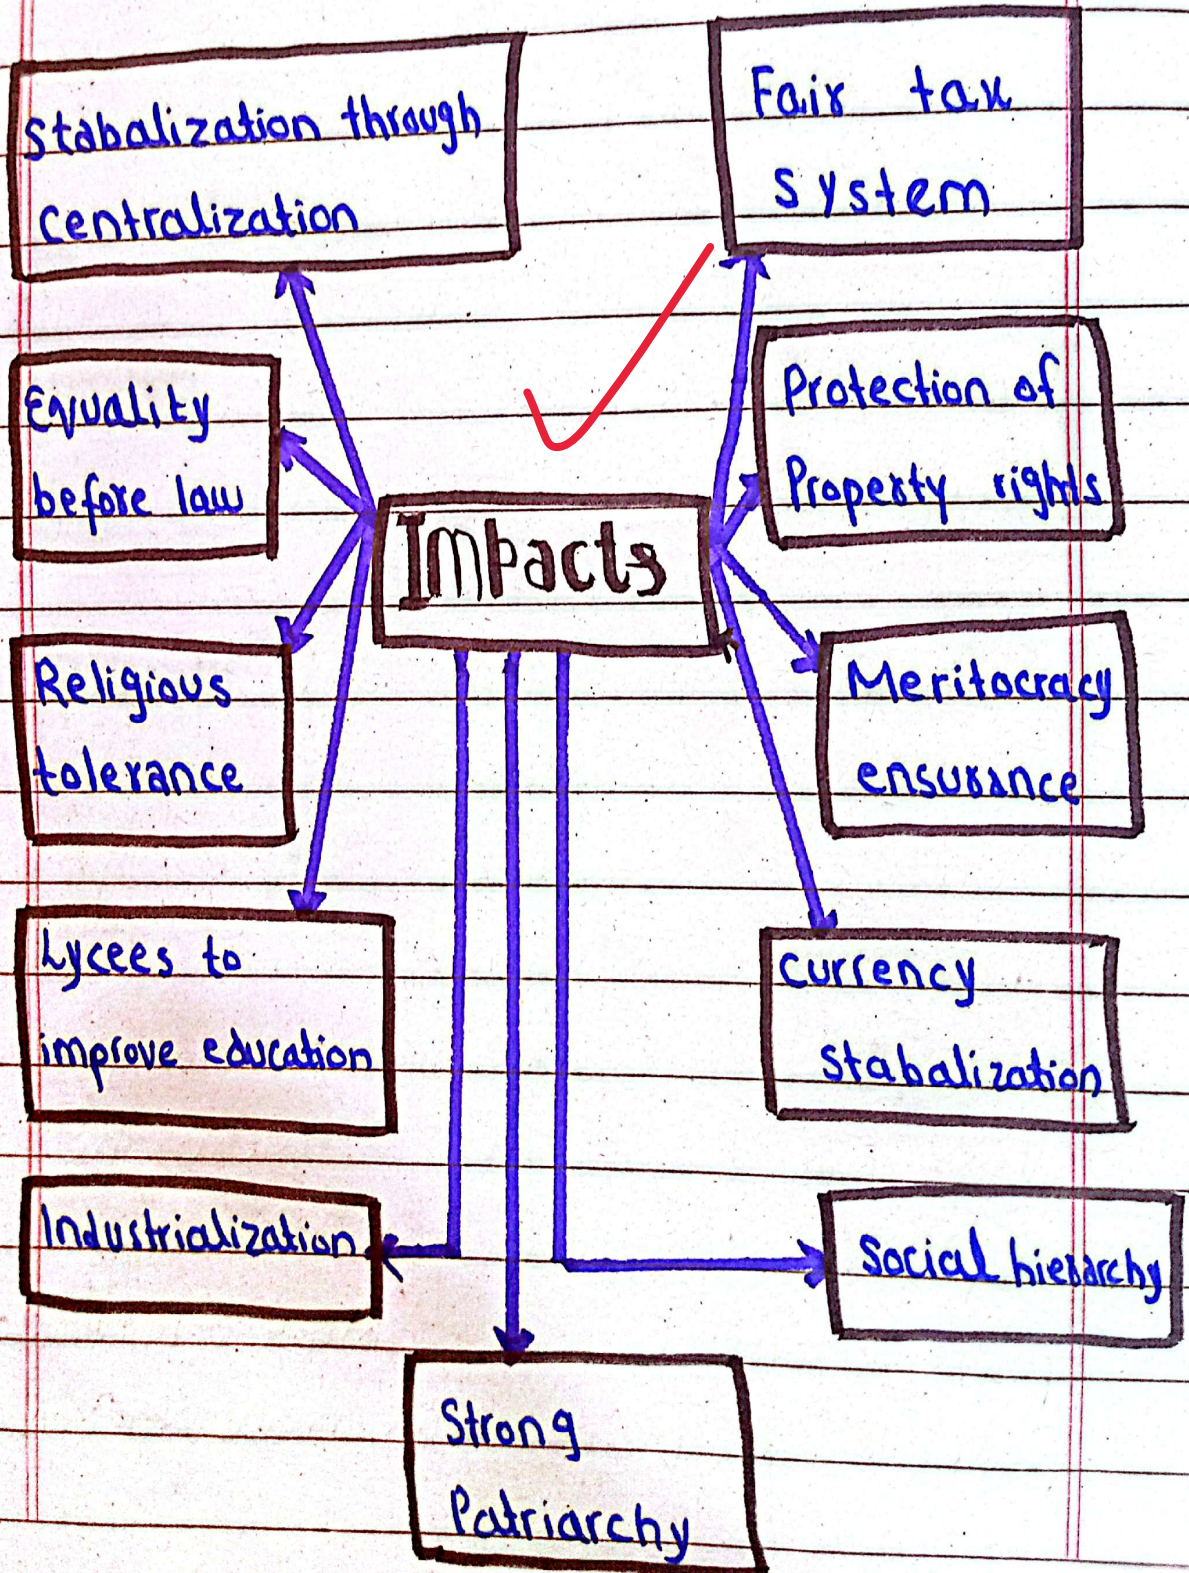 Stabalization through
Centralization
Fair tax
system
Equality
before law
Protection of
Property rights
Impacts
Religious
tolerance
Meritocracy
ensurance
Lycees to
improve education
Currency
Stabalization
Industrialization
Social hierarchy
Strong
Patriarchy